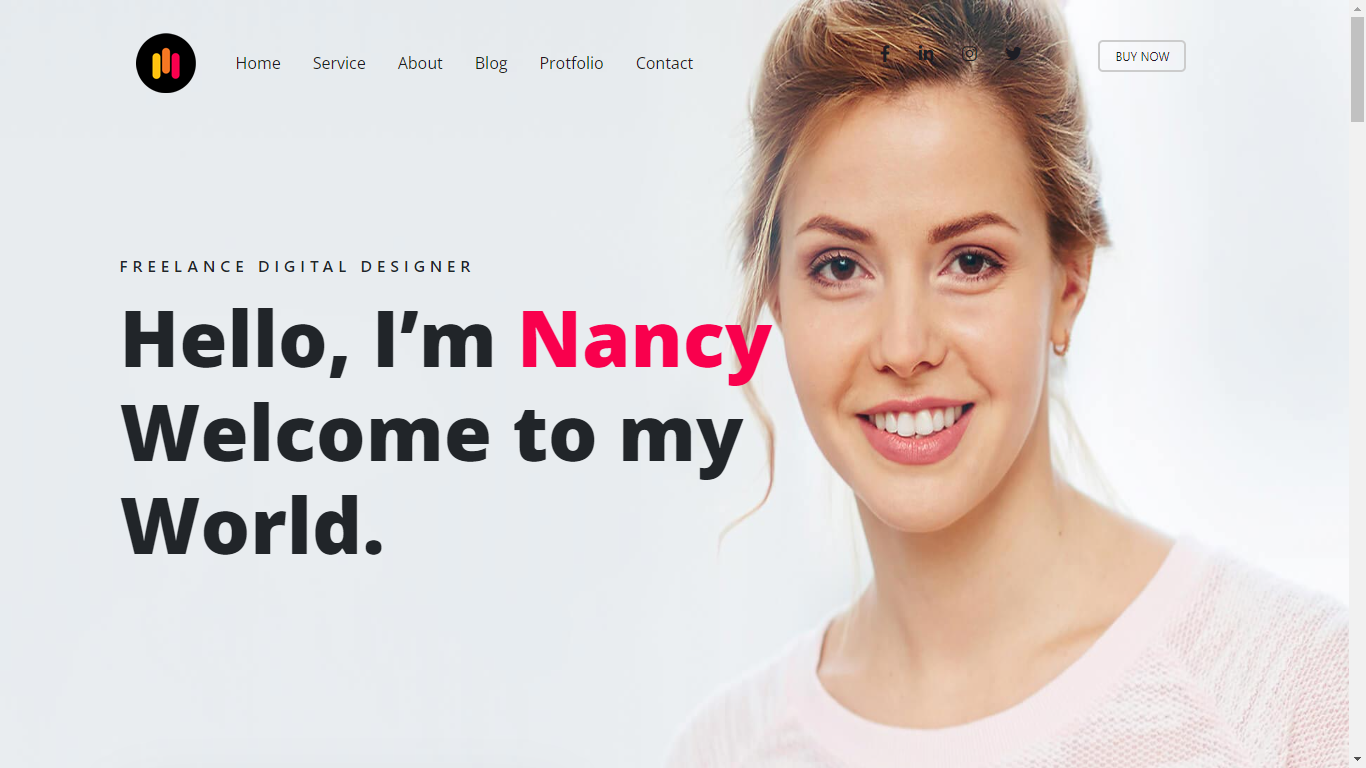 Home Service About Blog Protfolio Contact BUY NOW
FREELANCE DIGITAL DESIGNER
Hello, I’m Nancy
Welcome to my
World.